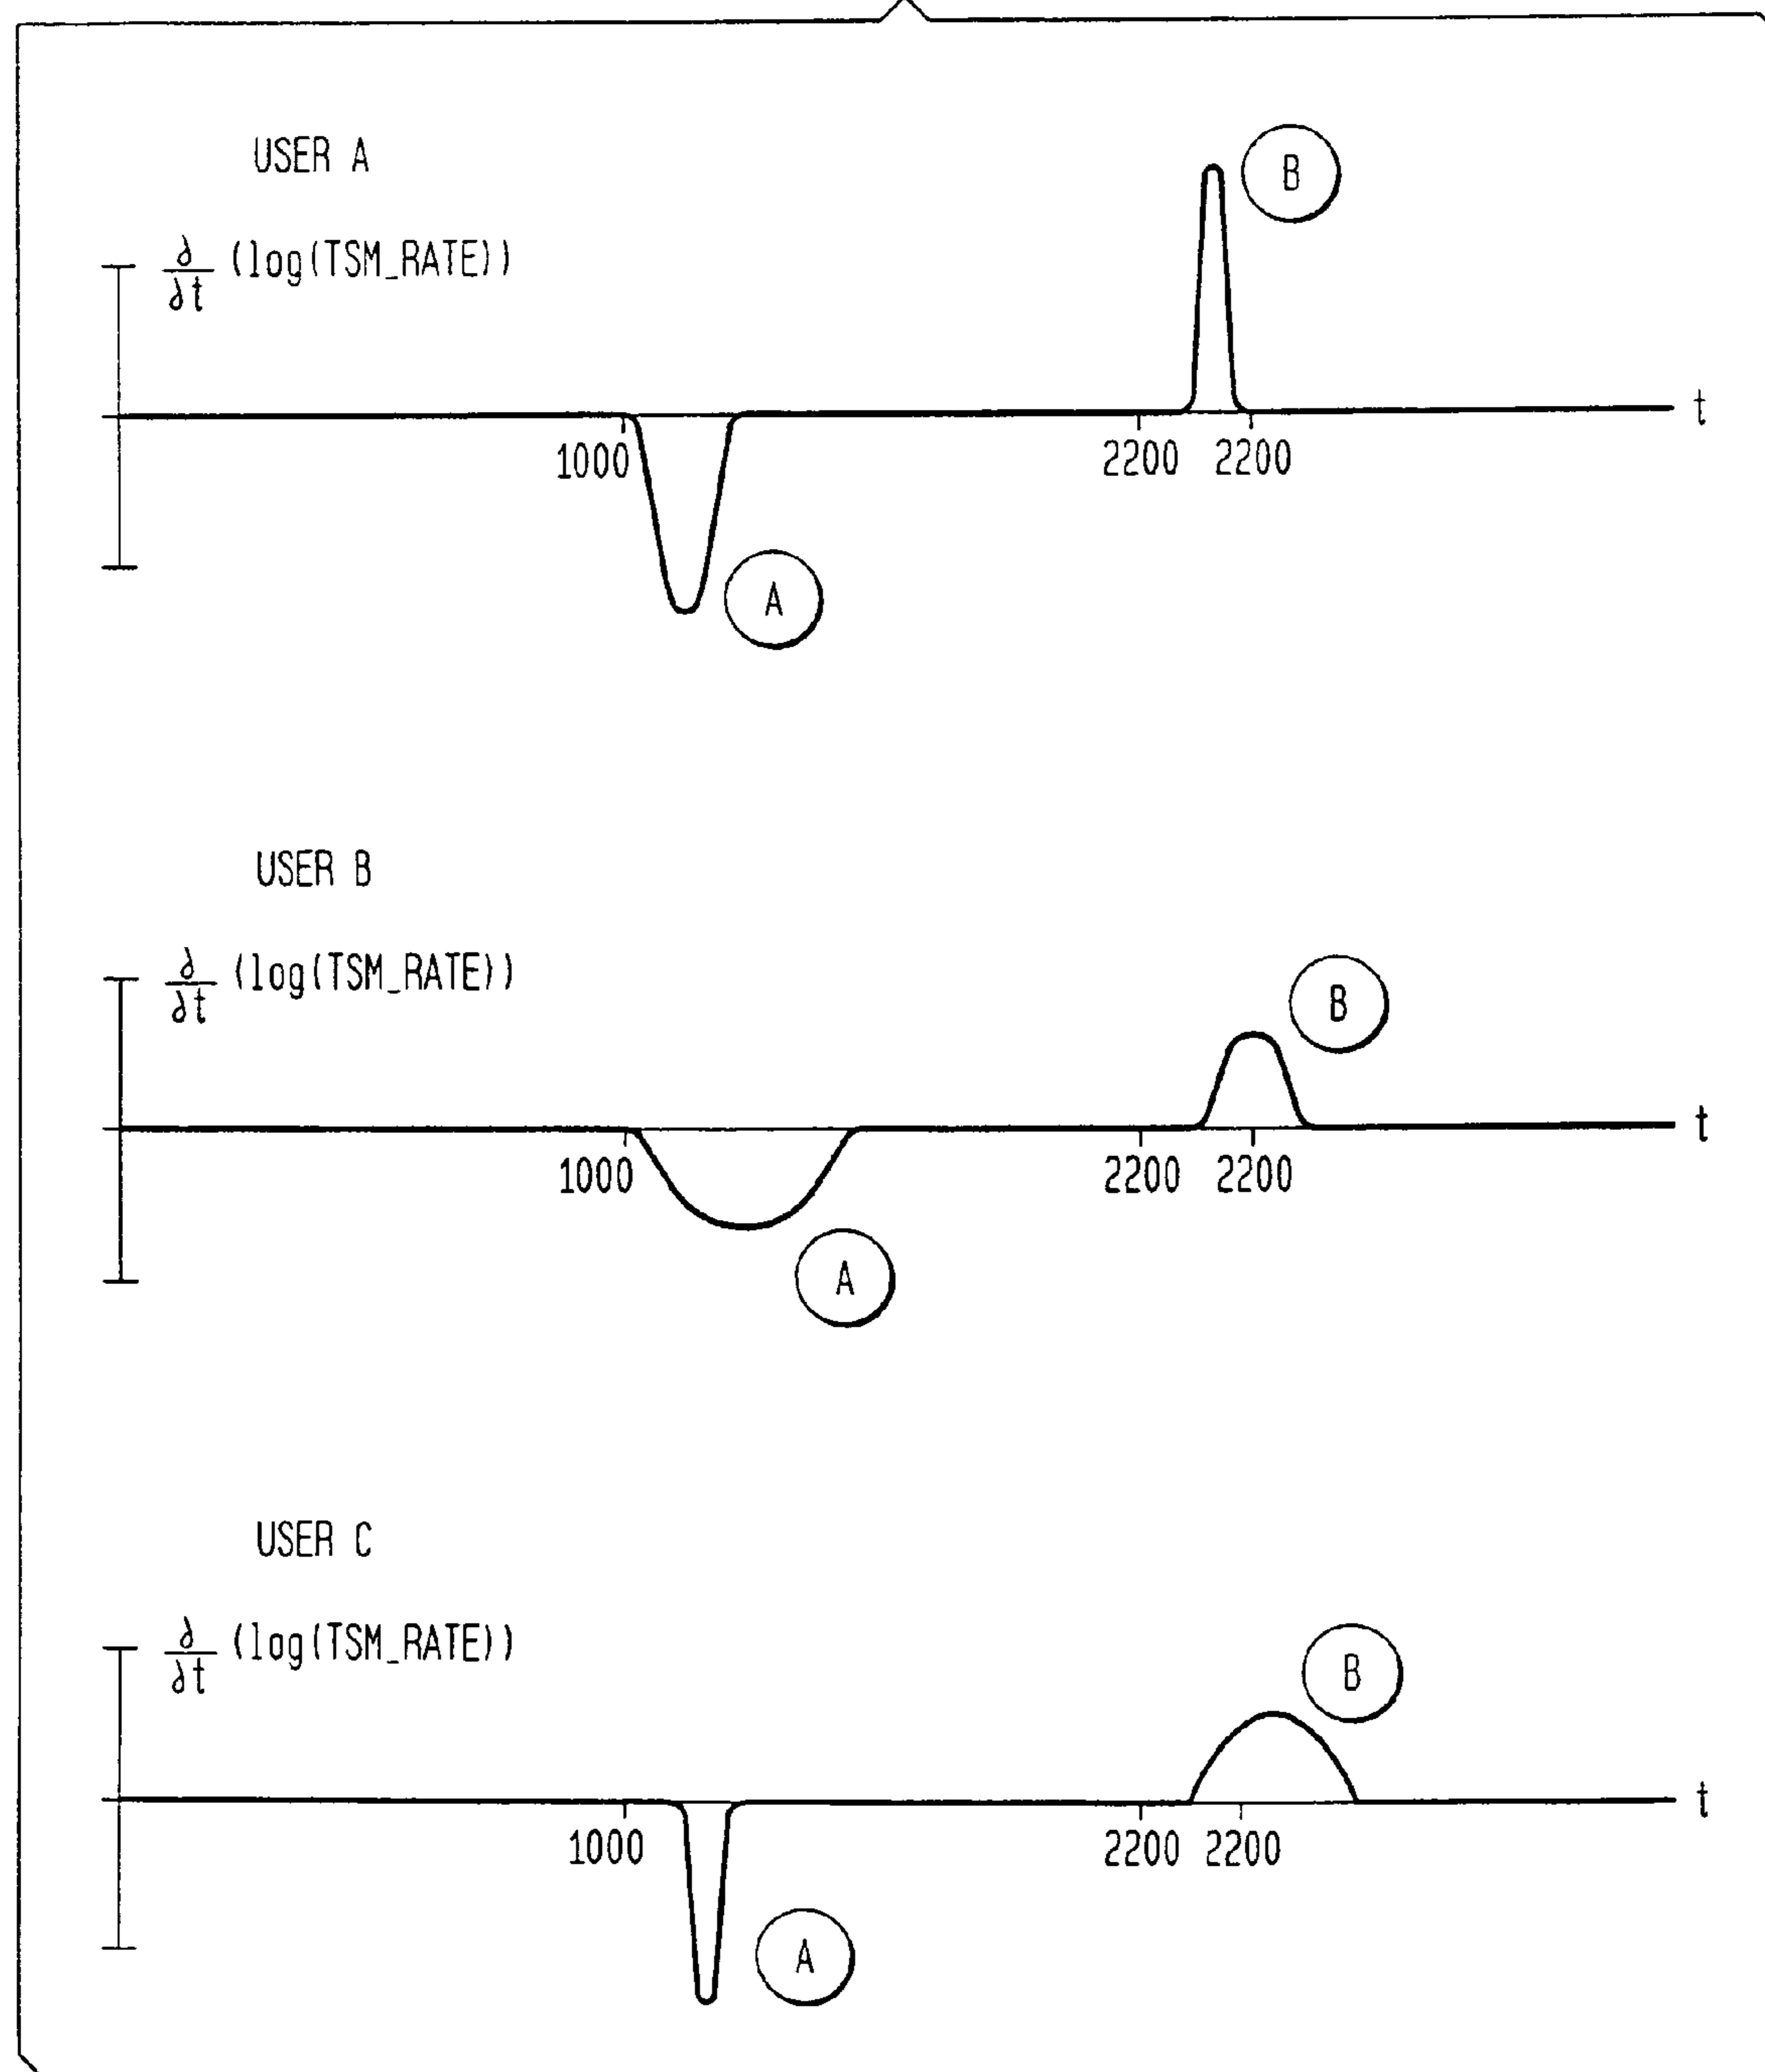 USER A
∂/∂t (log(TSM_RATE))
B
t
1000
2200 2200
A
USER B
∂/∂t (log(TSM_RATE))
B
t
1000
2200 2200
A
USER C
∂/∂t (log(TSM_RATE))
B
t
1000
2200 2200
A